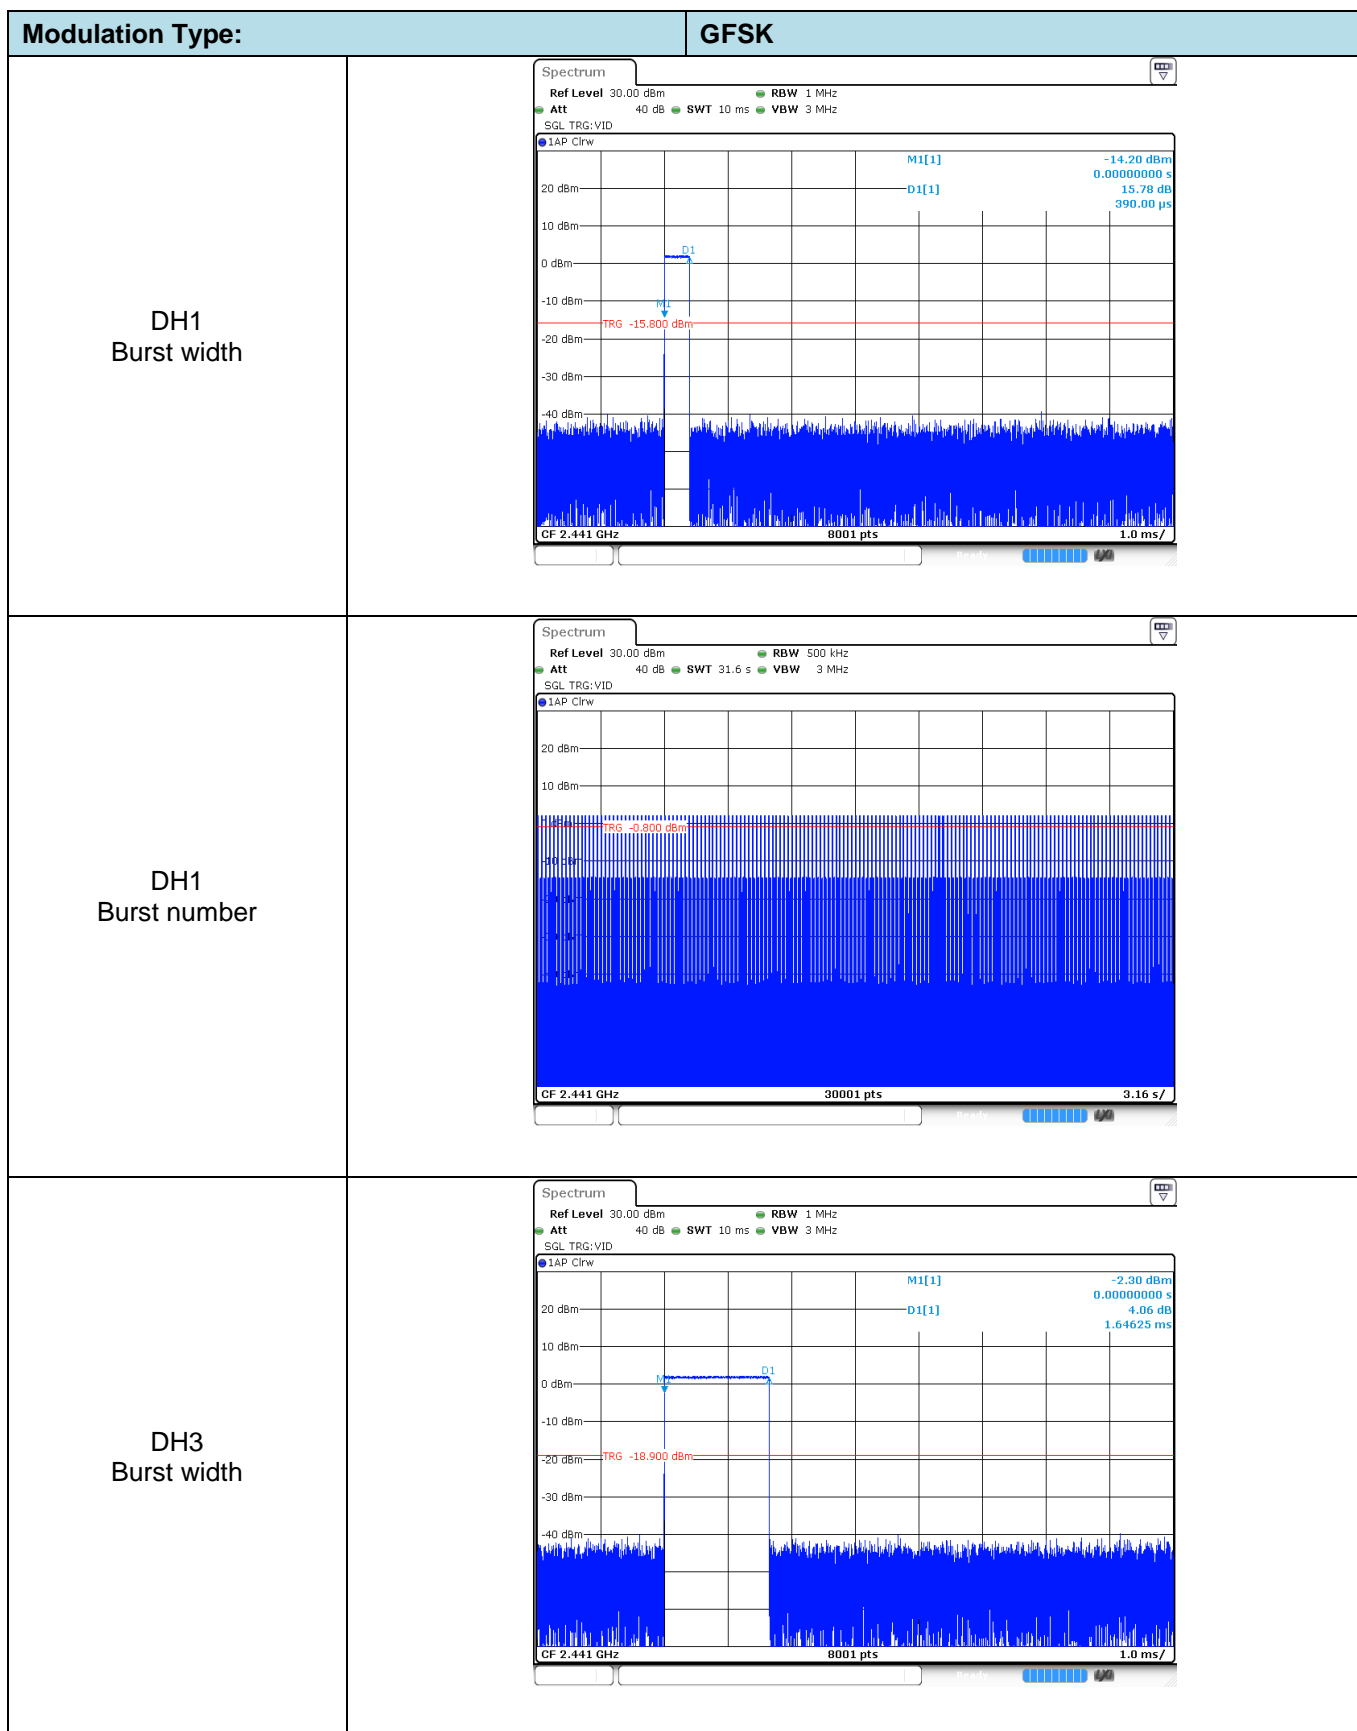 Modulation Type: GFSK
DH1
Burst width
Spectrum
Ref Level 30.00 dBm RBW 1 MHz
Att 40 dB SWT 10 ms VBW 3 MHz
SGL TRG:VID
1AP Clrw
M1[1] -14.20 dBm
0.00000000 s
20 dBm D1[1] 15.78 dB
390.00 µs
10 dBm
D1
0 dBm
-10 dBm M1
TRG -15.800 dBm
-20 dBm
-30 dBm
-40 dBm
CF 2.441 GHz 8001 pts 1.0 ms/
Ready
DH1
Burst number
Spectrum
Ref Level 30.00 dBm RBW 500 kHz
Att 40 dB SWT 31.6 s VBW 3 MHz
SGL TRG:VID
1AP Clrw
20 dBm
10 dBm
TRG -0.800 dBm
CF 2.441 GHz 30001 pts 3.16 s/
Ready
DH3
Burst width
Spectrum
Ref Level 30.00 dBm RBW 1 MHz
Att 40 dB SWT 10 ms VBW 3 MHz
SGL TRG:VID
1AP Clrw
M1[1] -2.30 dBm
0.00000000 s
20 dBm D1[1] 4.06 dB
1.64625 ms
10 dBm
D1
0 dBm M1
-10 dBm
TRG -18.900 dBm
-20 dBm
-30 dBm
-40 dBm
CF 2.441 GHz 8001 pts 1.0 ms/
Ready